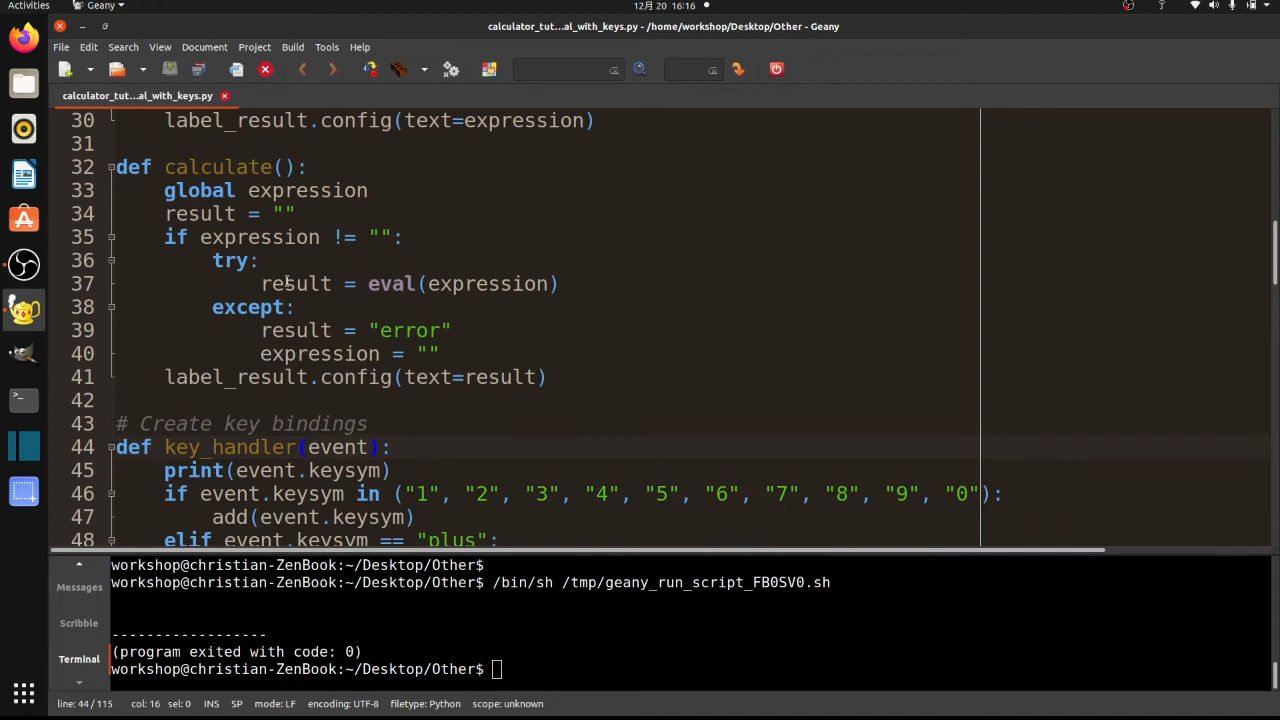 Activities
Geany
12月 20 16:16
calculator_tut...al_with_keys.py - /home/workshop/Desktop/Other - Geany
File Edit Search View Document Project Build Tools Help
calculator_tut...al_with_keys.py
30 label_result.config(text=expression)
31
32 def calculate():
33 global expression
34 result = ""
35 if expression != "":
36 try:
37 result = eval(expression)
38 except:
39 result = "error"
40 expression = ""
41 label_result.config(text=result)
42
43 # Create key bindings
44 def key_handler(event):
45 print(event.keysym)
46 if event.keysym in ("1", "2", "3", "4", "5", "6", "7", "8", "9", "0"):
47 add(event.keysym)
48 elif event.keysym == "plus":
Messages
Scribble
Terminal
workshop@christian-ZenBook:~/Desktop/Other$
workshop@christian-ZenBook:~/Desktop/Other$ /bin/sh /tmp/geany_run_script_FB0SV0.sh
------------------
(program exited with code: 0)
workshop@christian-ZenBook:~/Desktop/Other$
line: 44 / 115 col: 16 sel: 0 INS SP mode: LF encoding: UTF-8 filetype: Python scope: unknown